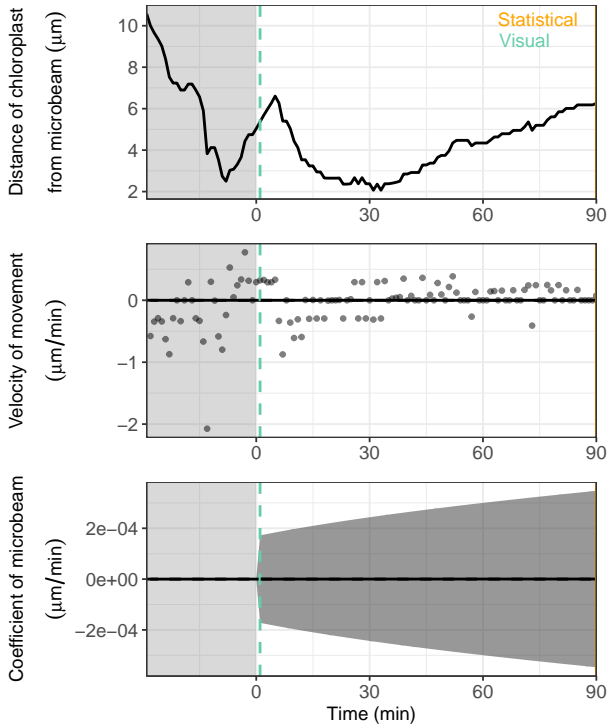 Distance of chloroplast
from microbeam (μm)
10
8
6
4
2
Statistical
Visual
0
30
60
90
Velocity of movement
(μm/min)
0
−1
−2
0
30
60
90
Coefficient of microbeam
(μm/min)
2e−04
0e+00
−2e−04
0
30
60
90
Time (min)